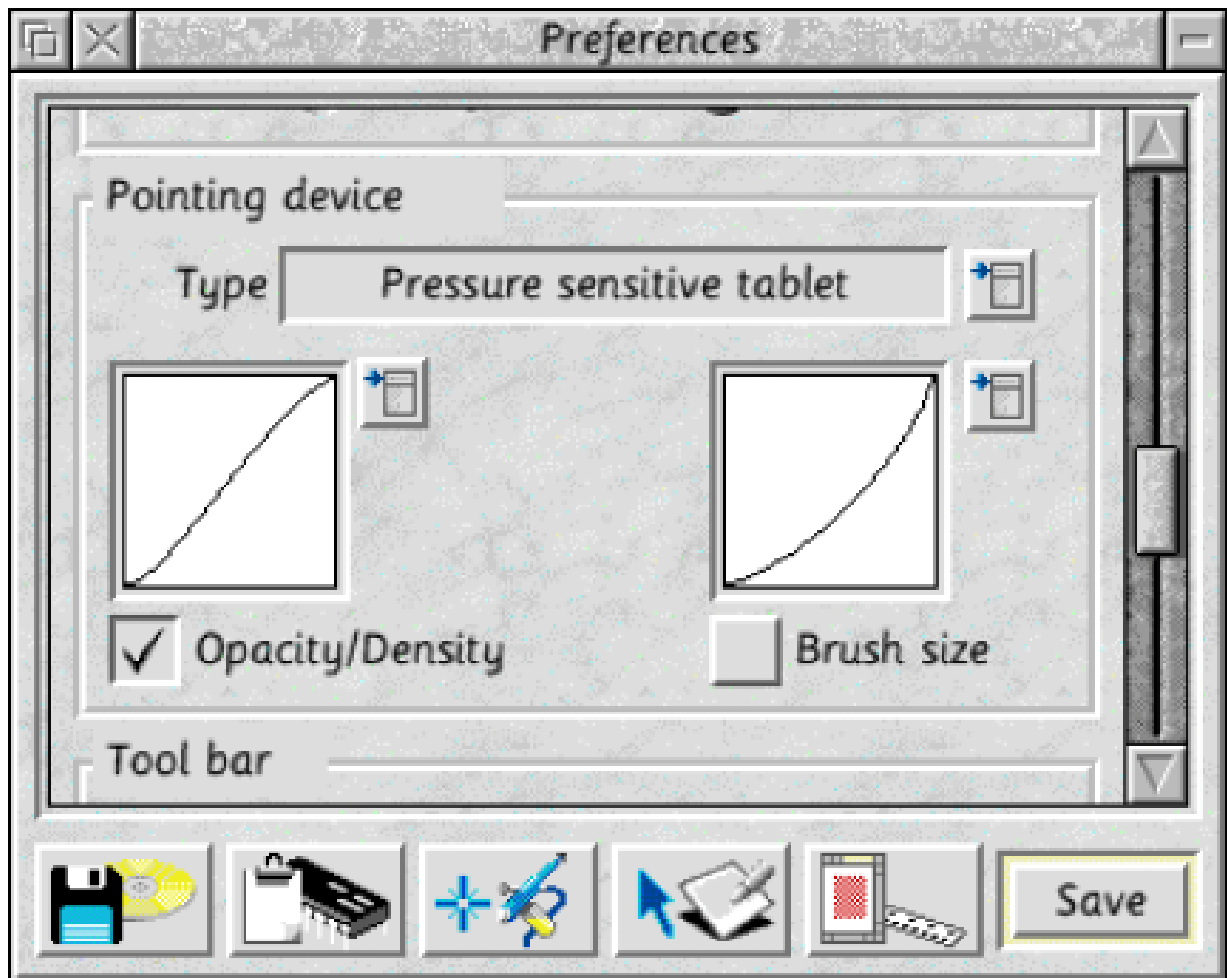 Preferences
Pointing device
Type Pressure sensitive tablet
Opacity/Density Brush size
Tool bar
Save